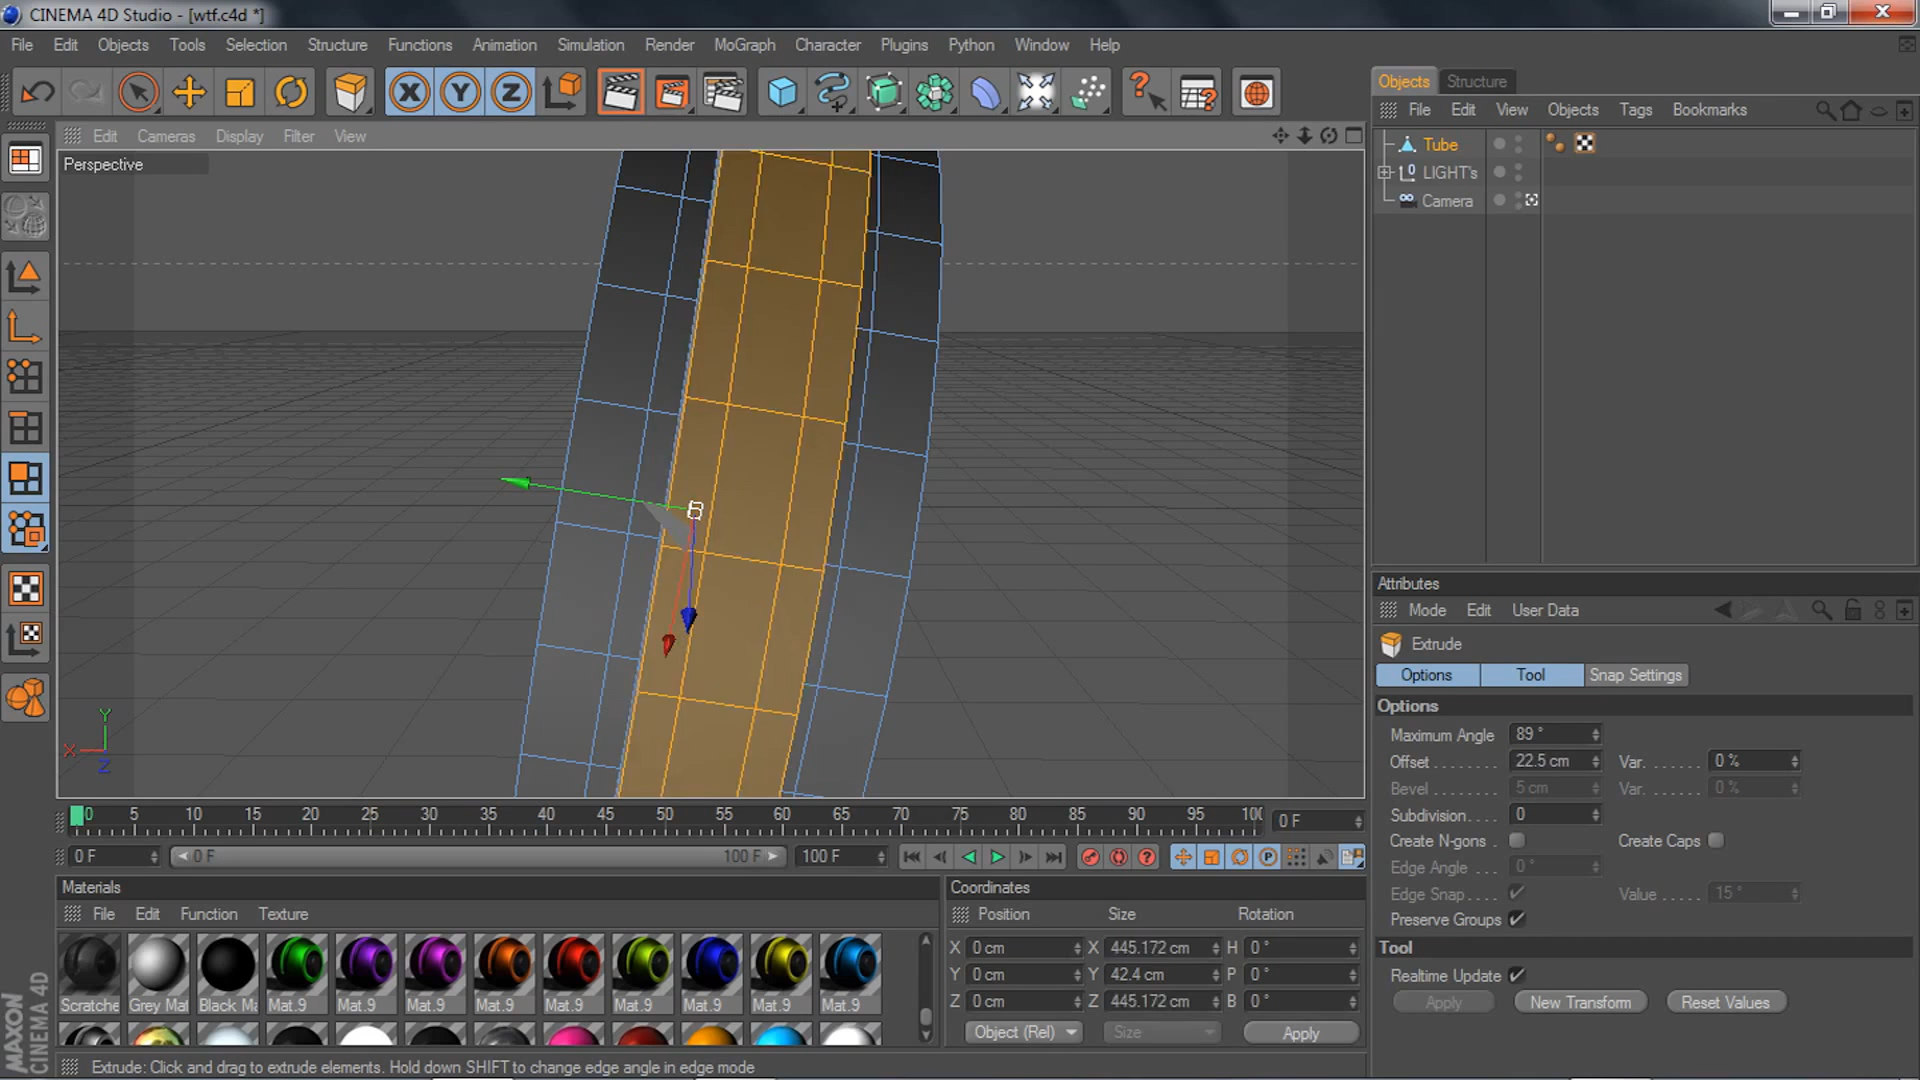 CINEMA 4D Studio - [wtf.c4d *]
File Edit Objects Tools Selection Structure Functions Animation Simulation Render MoGraph Character Plugins Python Window Help
X Y Z
Objects Structure
File Edit View Objects Tags Bookmarks
Edit Cameras Display Filter View
Perspective
Tube
LIGHT's
Camera
Y
X
Z
Attributes
Mode Edit User Data
Extrude
Options Tool Snap Settings
Options
Maximum Angle 89 °
Offset 22.5 cm Var. 0 %
Bevel 5 cm Var. 0 %
Subdivision 0
Create N-gons Create Caps
Edge Angle 0 °
Edge Snap Value 15 °
Preserve Groups
Tool
Realtime Update
Apply New Transform Reset Values
0 5 10 15 20 25 30 35 40 45 50 55 60 65 70 75 80 85 90 95 10( 0 F
0 F 0 F 100 F 100 F
Materials
File Edit Function Texture
Scratche Grey Mat Black Ma Mat.9 Mat.9 Mat.9 Mat.9 Mat.9 Mat.9 Mat.9 Mat.9 Mat.9
Coordinates
Position Size Rotation
X 0 cm X 445.172 cm H 0 °
Y 0 cm Y 42.4 cm P 0 °
Z 0 cm Z 445.172 cm B 0 °
Object (Rel) Size Apply
MAXON
CINEMA 4D
Extrude: Click and drag to extrude elements. Hold down SHIFT to change edge angle in edge mode